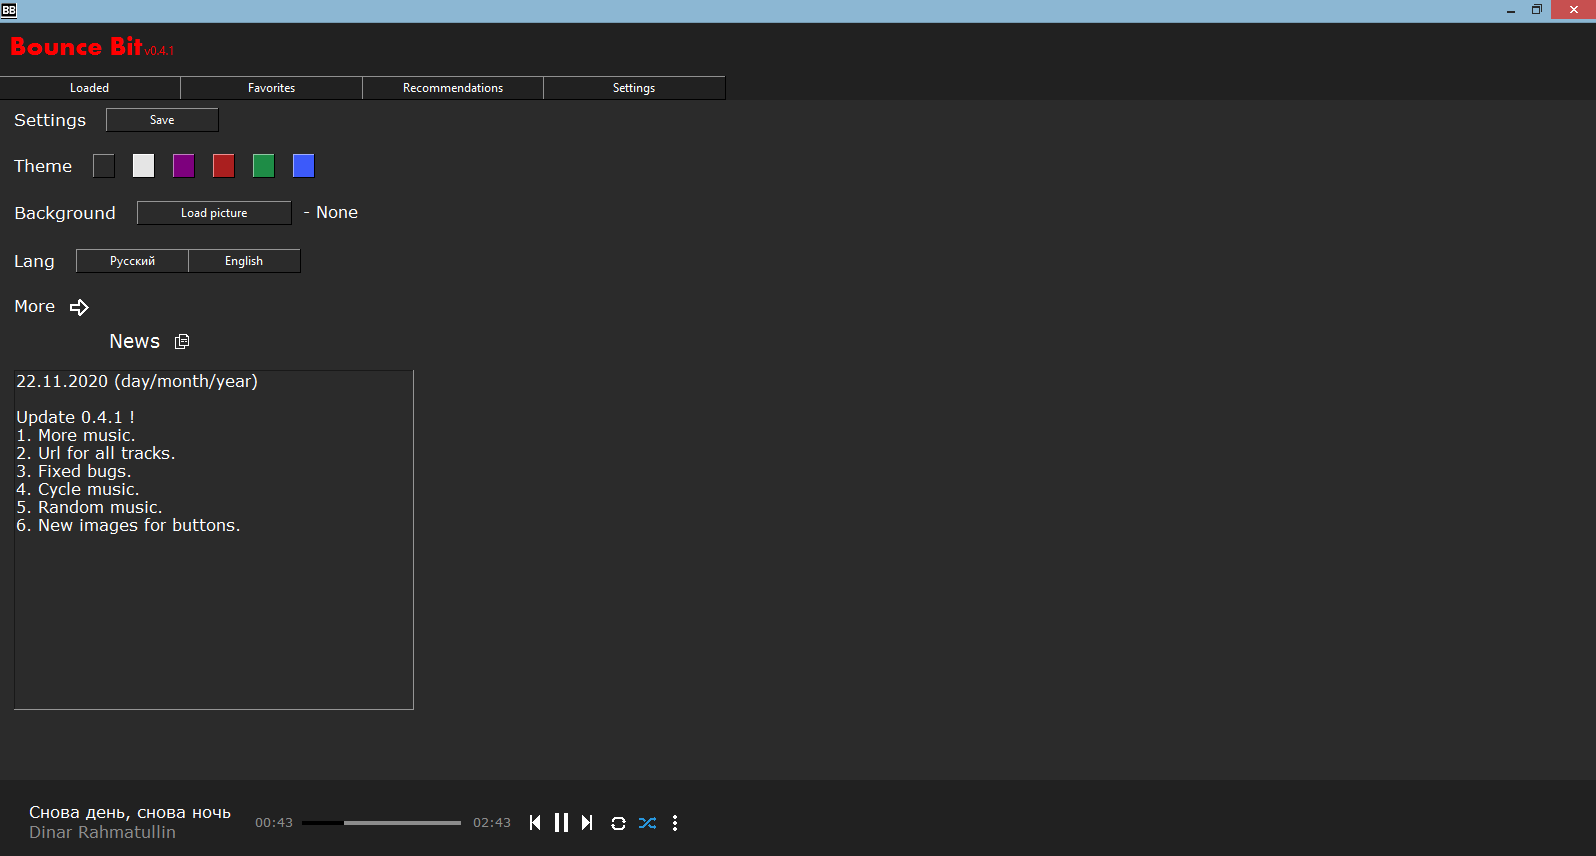 BB
Bounce Bit v0.4.1
Loaded Favorites Recommendations Settings
Settings Save
Theme
Background Load picture - None
Lang Русский English
More
News
22.11.2020 (day/month/year)
Update 0.4.1 !
1. More music.
2. Url for all tracks.
3. Fixed bugs.
4. Cycle music.
5. Random music.
6. New images for buttons.
Снова день, снова ночь
Dinar Rahmatullin
00:43 02:43